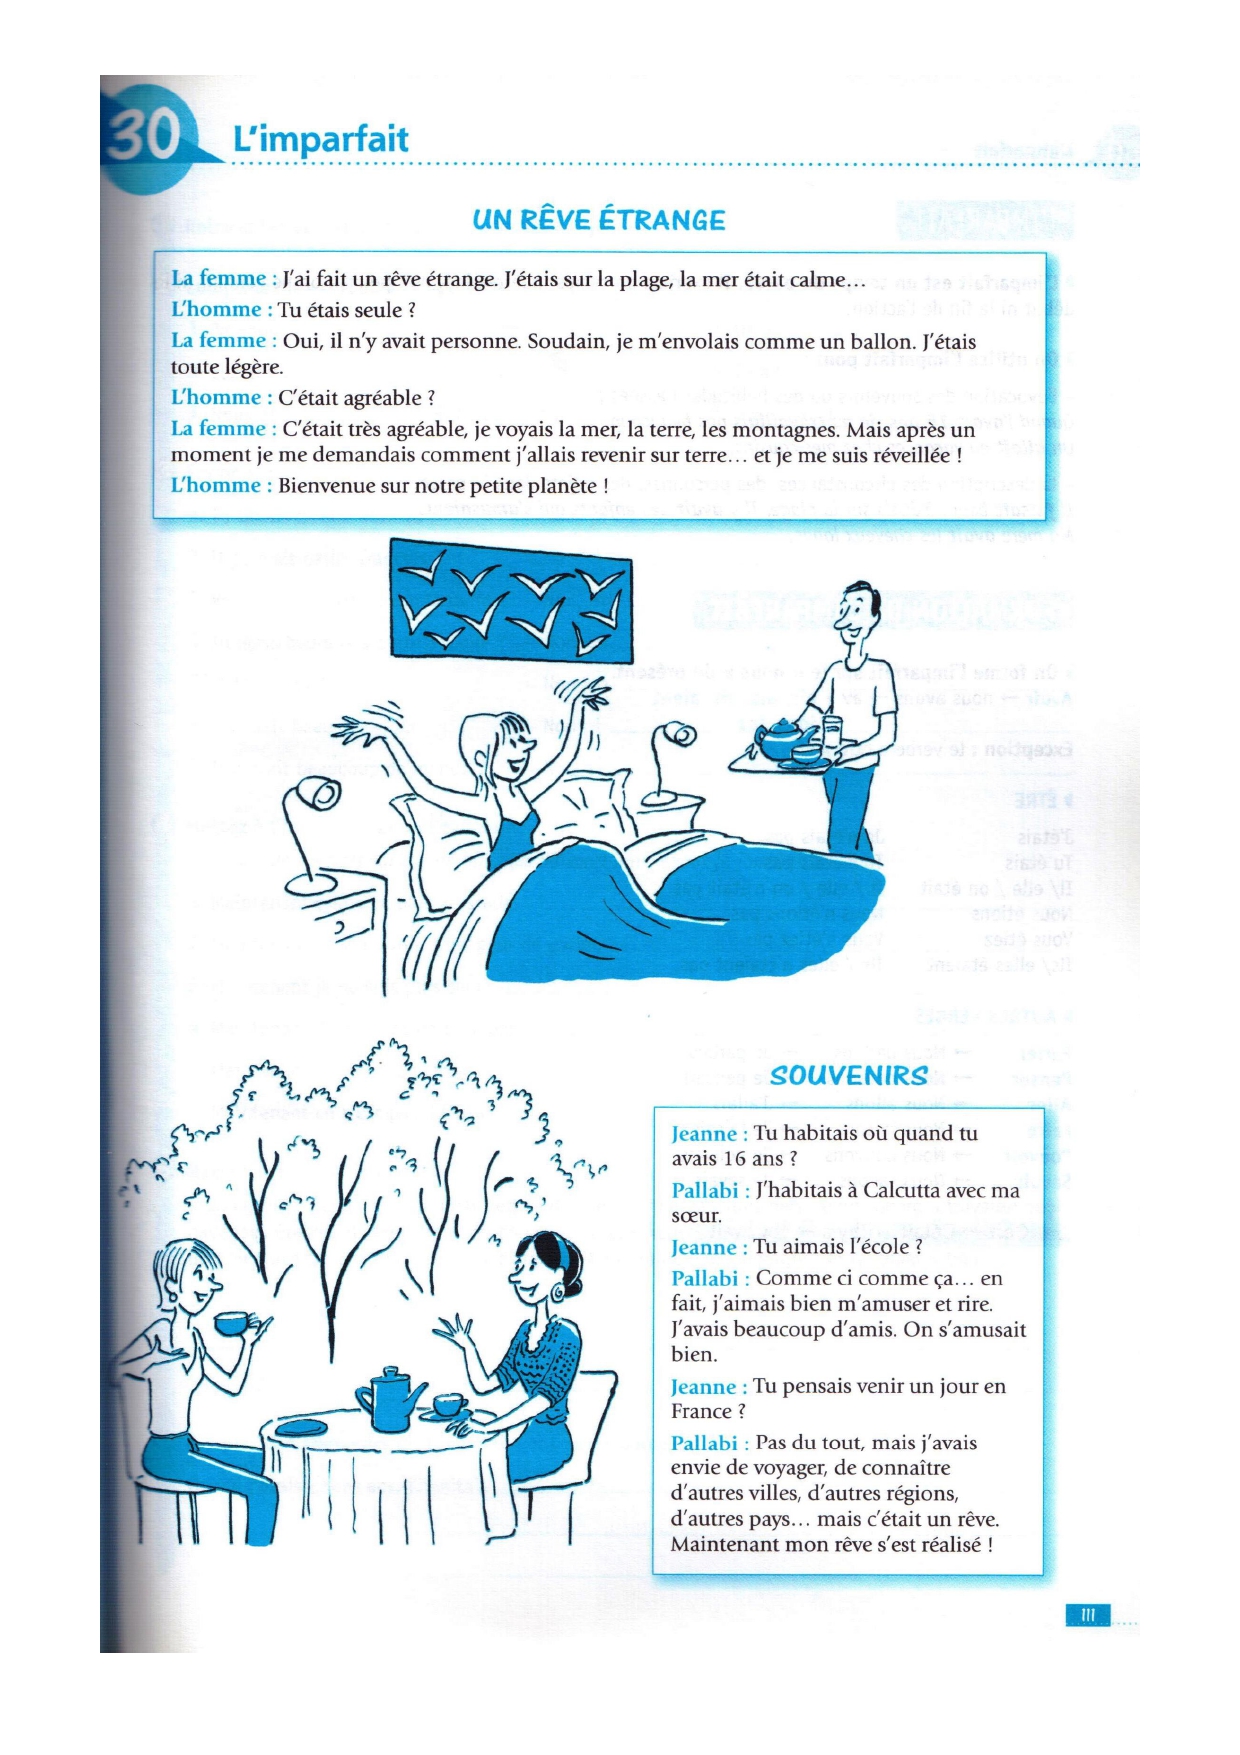 30
L'imparfait
UN RÊVE ÉTRANGE
La femme : J'ai fait un rêve étrange. J'étais sur la plage, la mer était calme…
L'homme : Tu étais seule ?
La femme : Oui, il n'y avait personne. Soudain, je m'envolais comme un ballon. J'étais
toute légère.
L'homme : C'était agréable ?
La femme : C'était très agréable, je voyais la mer, la terre, les montagnes. Mais après un
moment je me demandais comment j'allais revenir sur terre… et je me suis réveillée !
L'homme : Bienvenue sur notre petite planète !
SOUVENIRS
Jeanne : Tu habitais où quand tu
avais 16 ans ?
Pallabi : J'habitais à Calcutta avec ma
sœur.
Jeanne : Tu aimais l'école ?
Pallabi : Comme ci comme ça… en
fait, j'aimais bien m'amuser et rire.
J'avais beaucoup d'amis. On s'amusait
bien.
Jeanne : Tu pensais venir un jour en
France ?
Pallabi : Pas du tout, mais j'avais
envie de voyager, de connaître
d'autres villes, d'autres régions,
d'autres pays… mais c'était un rêve.
Maintenant mon rêve s'est réalisé !
111